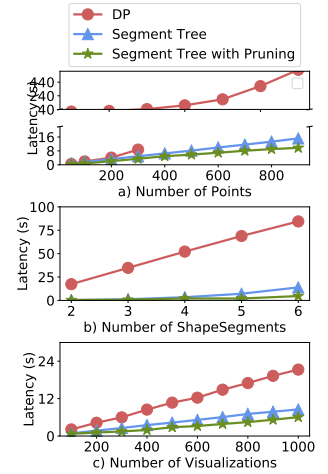 DP
Segment Tree
Segment Tree with Pruning
440
40
16
8
0
Latency (s)
200 400 600 800
a) Number of Points
100
75
50
25
0
Latency (s)
2 3 4 5 6
b) Number of ShapeSegments
24
12
0
Latency (s)
200 400 600 800 1000
c) Number of Visualizations